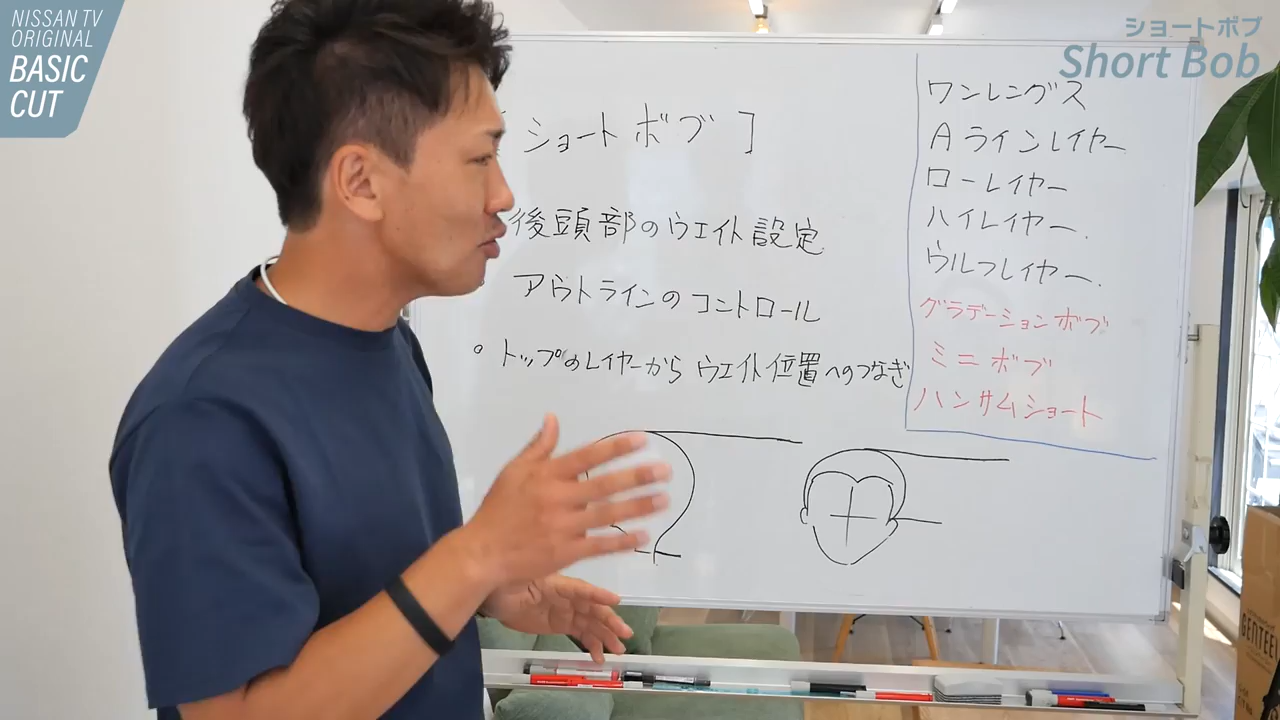 NISSAN TV
ORIGINAL
BASIC
CUT
ショートボブ
Short Bob
ショートボブ ]
後頭部のウエイト設定
アウトラインのコントロール
。トップのレイヤーから ウエイト位置へのつなぎ
ワンレングス
Aラインレイヤー
ローレイヤー
ハイレイヤー.
ウルフレイヤー.
グラデーションボブ
ミニボブ
ハンサムショート
GENTEEL